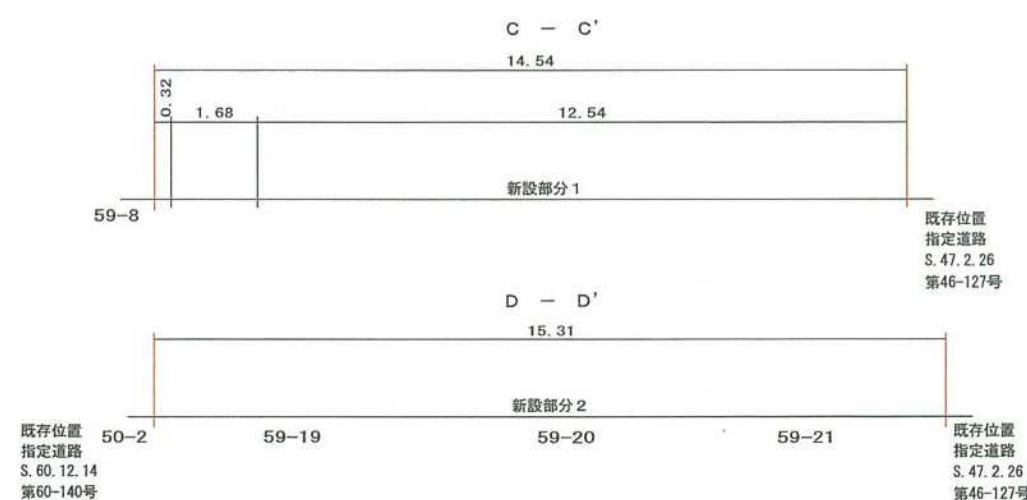 C － C'
14.54
0.32
1.68
12.54
新設部分1
59-8
既存位置
指定道路
S.47.2.26
第46-127号
D － D'
15.31
新設部分2
既存位置
指定道路
S.60.12.14
第60-140号
50-2
59-19
59-20
59-21
既存位置
指定道路
S.47.2.26
第46-127号